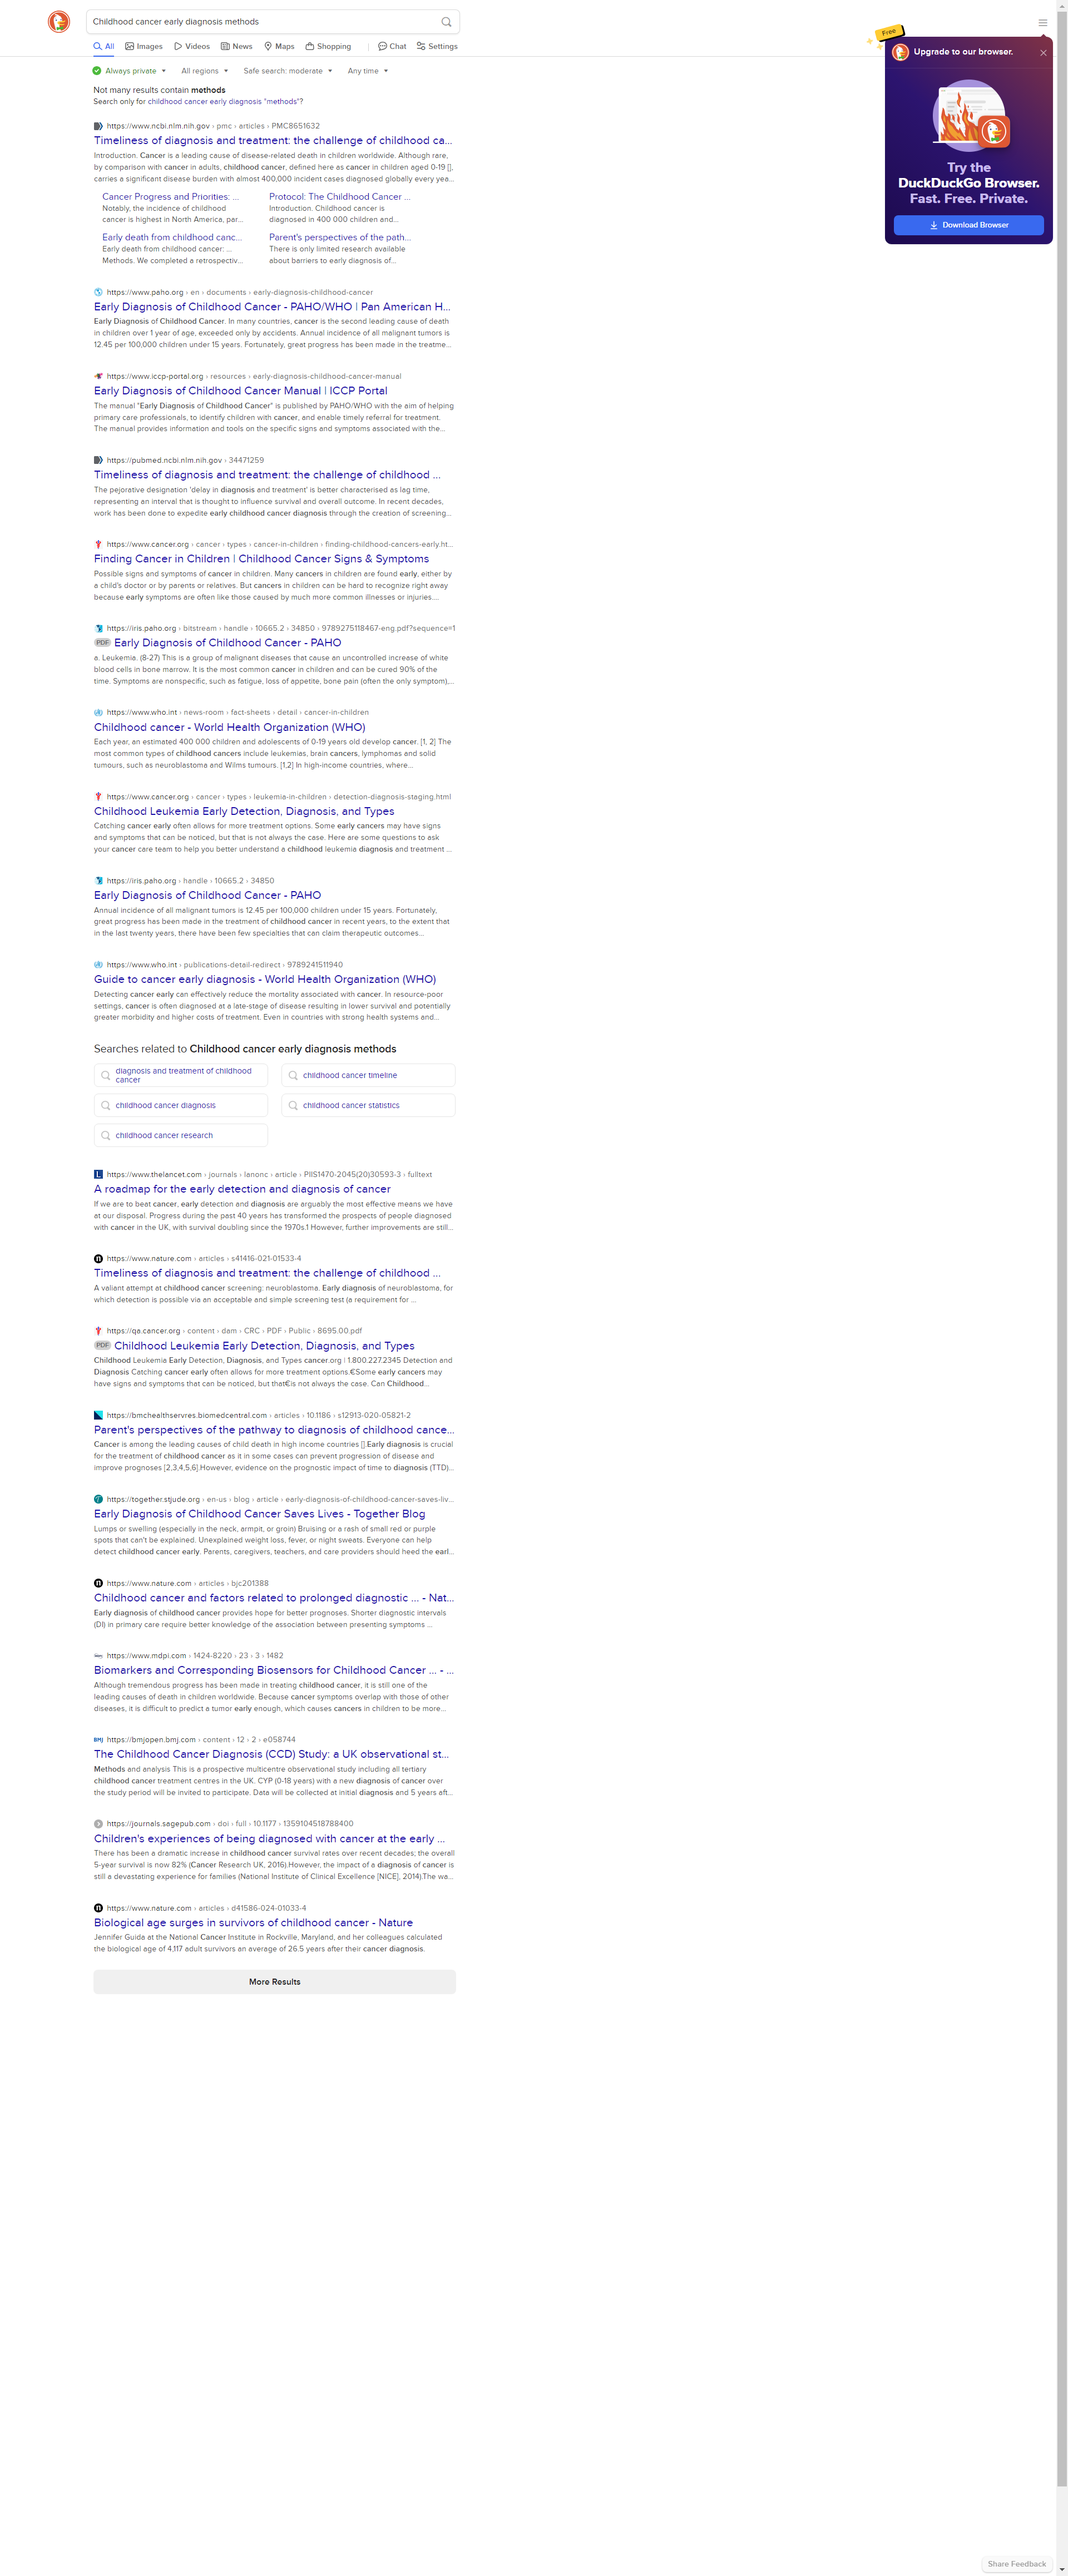 Childhood cancer early diagnosis methods
All Images Videos News Maps Shopping Chat Settings
Always private All regions Safe search: moderate Any time
Free
Upgrade to our browser.
Try the
DuckDuckGo Browser.
Fast. Free. Private.
Download Browser
Not many results contain methods
Search only for childhood cancer early diagnosis "methods"?
https://www.ncbi.nlm.nih.gov › pmc › articles › PMC8651632
Timeliness of diagnosis and treatment: the challenge of childhood ca...
Introduction. Cancer is a leading cause of disease-related death in children worldwide. Although rare,
by comparison with cancer in adults, childhood cancer, defined here as cancer in children aged 0-19 [],
carries a significant disease burden with almost 400,000 incident cases diagnosed globally every yea...
Cancer Progress and Priorities: ...
Notably, the incidence of childhood
cancer is highest in North America, par...
Protocol: The Childhood Cancer ...
Introduction. Childhood cancer is
diagnosed in 400 000 children and...
Early death from childhood canc...
Early death from childhood cancer: ...
Methods. We completed a retrospectiv...
Parent's perspectives of the path...
There is only limited research available
about barriers to early diagnosis of...
https://www.paho.org › en › documents › early-diagnosis-childhood-cancer
Early Diagnosis of Childhood Cancer - PAHO/WHO | Pan American H...
Early Diagnosis of Childhood Cancer. In many countries, cancer is the second leading cause of death
in children over 1 year of age, exceeded only by accidents. Annual incidence of all malignant tumors is
12.45 per 100,000 children under 15 years. Fortunately, great progress has been made in the treatme...
https://www.iccp-portal.org › resources › early-diagnosis-childhood-cancer-manual
Early Diagnosis of Childhood Cancer Manual | ICCP Portal
The manual "Early Diagnosis of Childhood Cancer" is published by PAHO/WHO with the aim of helping
primary care professionals, to identify children with cancer, and enable timely referral for treatment.
The manual provides information and tools on the specific signs and symptoms associated with the...
https://pubmed.ncbi.nlm.nih.gov › 34471259
Timeliness of diagnosis and treatment: the challenge of childhood ...
The pejorative designation 'delay in diagnosis and treatment' is better characterised as lag time,
representing an interval that is thought to influence survival and overall outcome. In recent decades,
work has been done to expedite early childhood cancer diagnosis through the creation of screening...
https://www.cancer.org › cancer › types › cancer-in-children › finding-childhood-cancers-early.ht...
Finding Cancer in Children | Childhood Cancer Signs & Symptoms
Possible signs and symptoms of cancer in children. Many cancers in children are found early, either by
a child's doctor or by parents or relatives. But cancers in children can be hard to recognize right away
because early symptoms are often like those caused by much more common illnesses or injuries....
https://iris.paho.org › bitstream › handle › 10665.2 › 34850 › 9789275118467-eng.pdf?sequence=1
PDF Early Diagnosis of Childhood Cancer - PAHO
a. Leukemia. (8-27) This is a group of malignant diseases that cause an uncontrolled increase of white
blood cells in bone marrow. It is the most common cancer in children and can be cured 90% of the
time. Symptoms are nonspecific, such as fatigue, loss of appetite, bone pain (often the only symptom),...
https://www.who.int › news-room › fact-sheets › detail › cancer-in-children
Childhood cancer - World Health Organization (WHO)
Each year, an estimated 400 000 children and adolescents of 0-19 years old develop cancer. [1, 2] The
most common types of childhood cancers include leukemias, brain cancers, lymphomas and solid
tumours, such as neuroblastoma and Wilms tumours. [1,2] In high-income countries, where...
https://www.cancer.org › cancer › types › leukemia-in-children › detection-diagnosis-staging.html
Childhood Leukemia Early Detection, Diagnosis, and Types
Catching cancer early often allows for more treatment options. Some early cancers may have signs
and symptoms that can be noticed, but that is not always the case. Here are some questions to ask
your cancer care team to help you better understand a childhood leukemia diagnosis and treatment ...
https://iris.paho.org › handle › 10665.2 › 34850
Early Diagnosis of Childhood Cancer - PAHO
Annual incidence of all malignant tumors is 12.45 per 100,000 children under 15 years. Fortunately,
great progress has been made in the treatment of childhood cancer in recent years, to the extent that
in the last twenty years, there have been few specialties that can claim therapeutic outcomes...
https://www.who.int › publications-detail-redirect › 9789241511940
Guide to cancer early diagnosis - World Health Organization (WHO)
Detecting cancer early can effectively reduce the mortality associated with cancer. In resource-poor
settings, cancer is often diagnosed at a late-stage of disease resulting in lower survival and potentially
greater morbidity and higher costs of treatment. Even in countries with strong health systems and...
Searches related to Childhood cancer early diagnosis methods
diagnosis and treatment of childhood
cancer
childhood cancer timeline
childhood cancer diagnosis
childhood cancer statistics
childhood cancer research
https://www.thelancet.com › journals › lanonc › article › PIIS1470-2045(20)30593-3 › fulltext
A roadmap for the early detection and diagnosis of cancer
If we are to beat cancer, early detection and diagnosis are arguably the most effective means we have
at our disposal. Progress during the past 40 years has transformed the prospects of people diagnosed
with cancer in the UK, with survival doubling since the 1970s.1 However, further improvements are still...
https://www.nature.com › articles › s41416-021-01533-4
Timeliness of diagnosis and treatment: the challenge of childhood ...
A valiant attempt at childhood cancer screening: neuroblastoma. Early diagnosis of neuroblastoma, for
which detection is possible via an acceptable and simple screening test (a requirement for ...
https://qa.cancer.org › content › dam › CRC › PDF › Public › 8695.00.pdf
PDF Childhood Leukemia Early Detection, Diagnosis, and Types
Childhood Leukemia Early Detection, Diagnosis, and Types cancer.org | 1.800.227.2345 Detection and
Diagnosis Catching cancer early often allows for more treatment options.€Some early cancers may
have signs and symptoms that can be noticed, but that€is not always the case. Can Childhood...
https://bmchealthservres.biomedcentral.com › articles › 10.1186 › s12913-020-05821-2
Parent's perspectives of the pathway to diagnosis of childhood cance...
Cancer is among the leading causes of child death in high income countries [].Early diagnosis is crucial
for the treatment of childhood cancer as it in some cases can prevent progression of disease and
improve prognoses [2,3,4,5,6].However, evidence on the prognostic impact of time to diagnosis (TTD)...
https://together.stjude.org › en-us › blog › article › early-diagnosis-of-childhood-cancer-saves-liv...
Early Diagnosis of Childhood Cancer Saves Lives - Together Blog
Lumps or swelling (especially in the neck, armpit, or groin) Bruising or a rash of small red or purple
spots that can't be explained. Unexplained weight loss, fever, or night sweats. Everyone can help
detect childhood cancer early. Parents, caregivers, teachers, and care providers should heed the earl...
https://www.nature.com › articles › bjc201388
Childhood cancer and factors related to prolonged diagnostic ... - Nat...
Early diagnosis of childhood cancer provides hope for better prognoses. Shorter diagnostic intervals
(DI) in primary care require better knowledge of the association between presenting symptoms ...
https://www.mdpi.com › 1424-8220 › 23 › 3 › 1482
Biomarkers and Corresponding Biosensors for Childhood Cancer ... - ...
Although tremendous progress has been made in treating childhood cancer, it is still one of the
leading causes of death in children worldwide. Because cancer symptoms overlap with those of other
diseases, it is difficult to predict a tumor early enough, which causes cancers in children to be more...
https://bmjopen.bmj.com › content › 12 › 2 › e058744
The Childhood Cancer Diagnosis (CCD) Study: a UK observational st...
Methods and analysis This is a prospective multicentre observational study including all tertiary
childhood cancer treatment centres in the UK. CYP (0-18 years) with a new diagnosis of cancer over
the study period will be invited to participate. Data will be collected at initial diagnosis and 5 years aft...
https://journals.sagepub.com › doi › full › 10.1177 › 1359104518788400
Children's experiences of being diagnosed with cancer at the early ...
There has been a dramatic increase in childhood cancer survival rates over recent decades; the overall
5-year survival is now 82% (Cancer Research UK, 2016).However, the impact of a diagnosis of cancer is
still a devastating experience for families (National Institute of Clinical Excellence [NICE], 2014).The wa...
https://www.nature.com › articles › d41586-024-01033-4
Biological age surges in survivors of childhood cancer - Nature
Jennifer Guida at the National Cancer Institute in Rockville, Maryland, and her colleagues calculated
the biological age of 4,117 adult survivors an average of 26.5 years after their cancer diagnosis.
More Results
Share Feedback